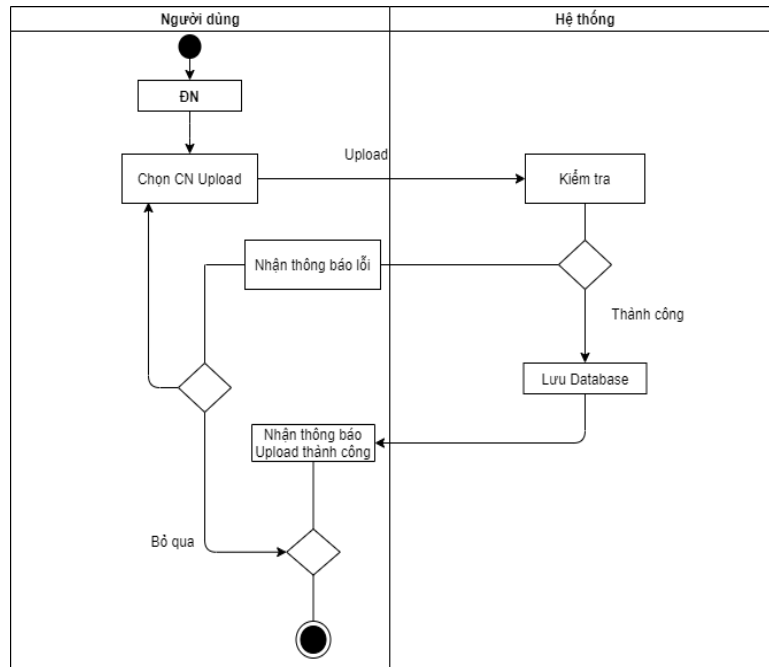 Người dùng
Hệ thống
ĐN
Upload
Chọn CN Upload
Kiểm tra
Nhận thông báo lỗi
Thành công
Lưu Database
Nhận thông báo
Upload thành công
Bỏ qua